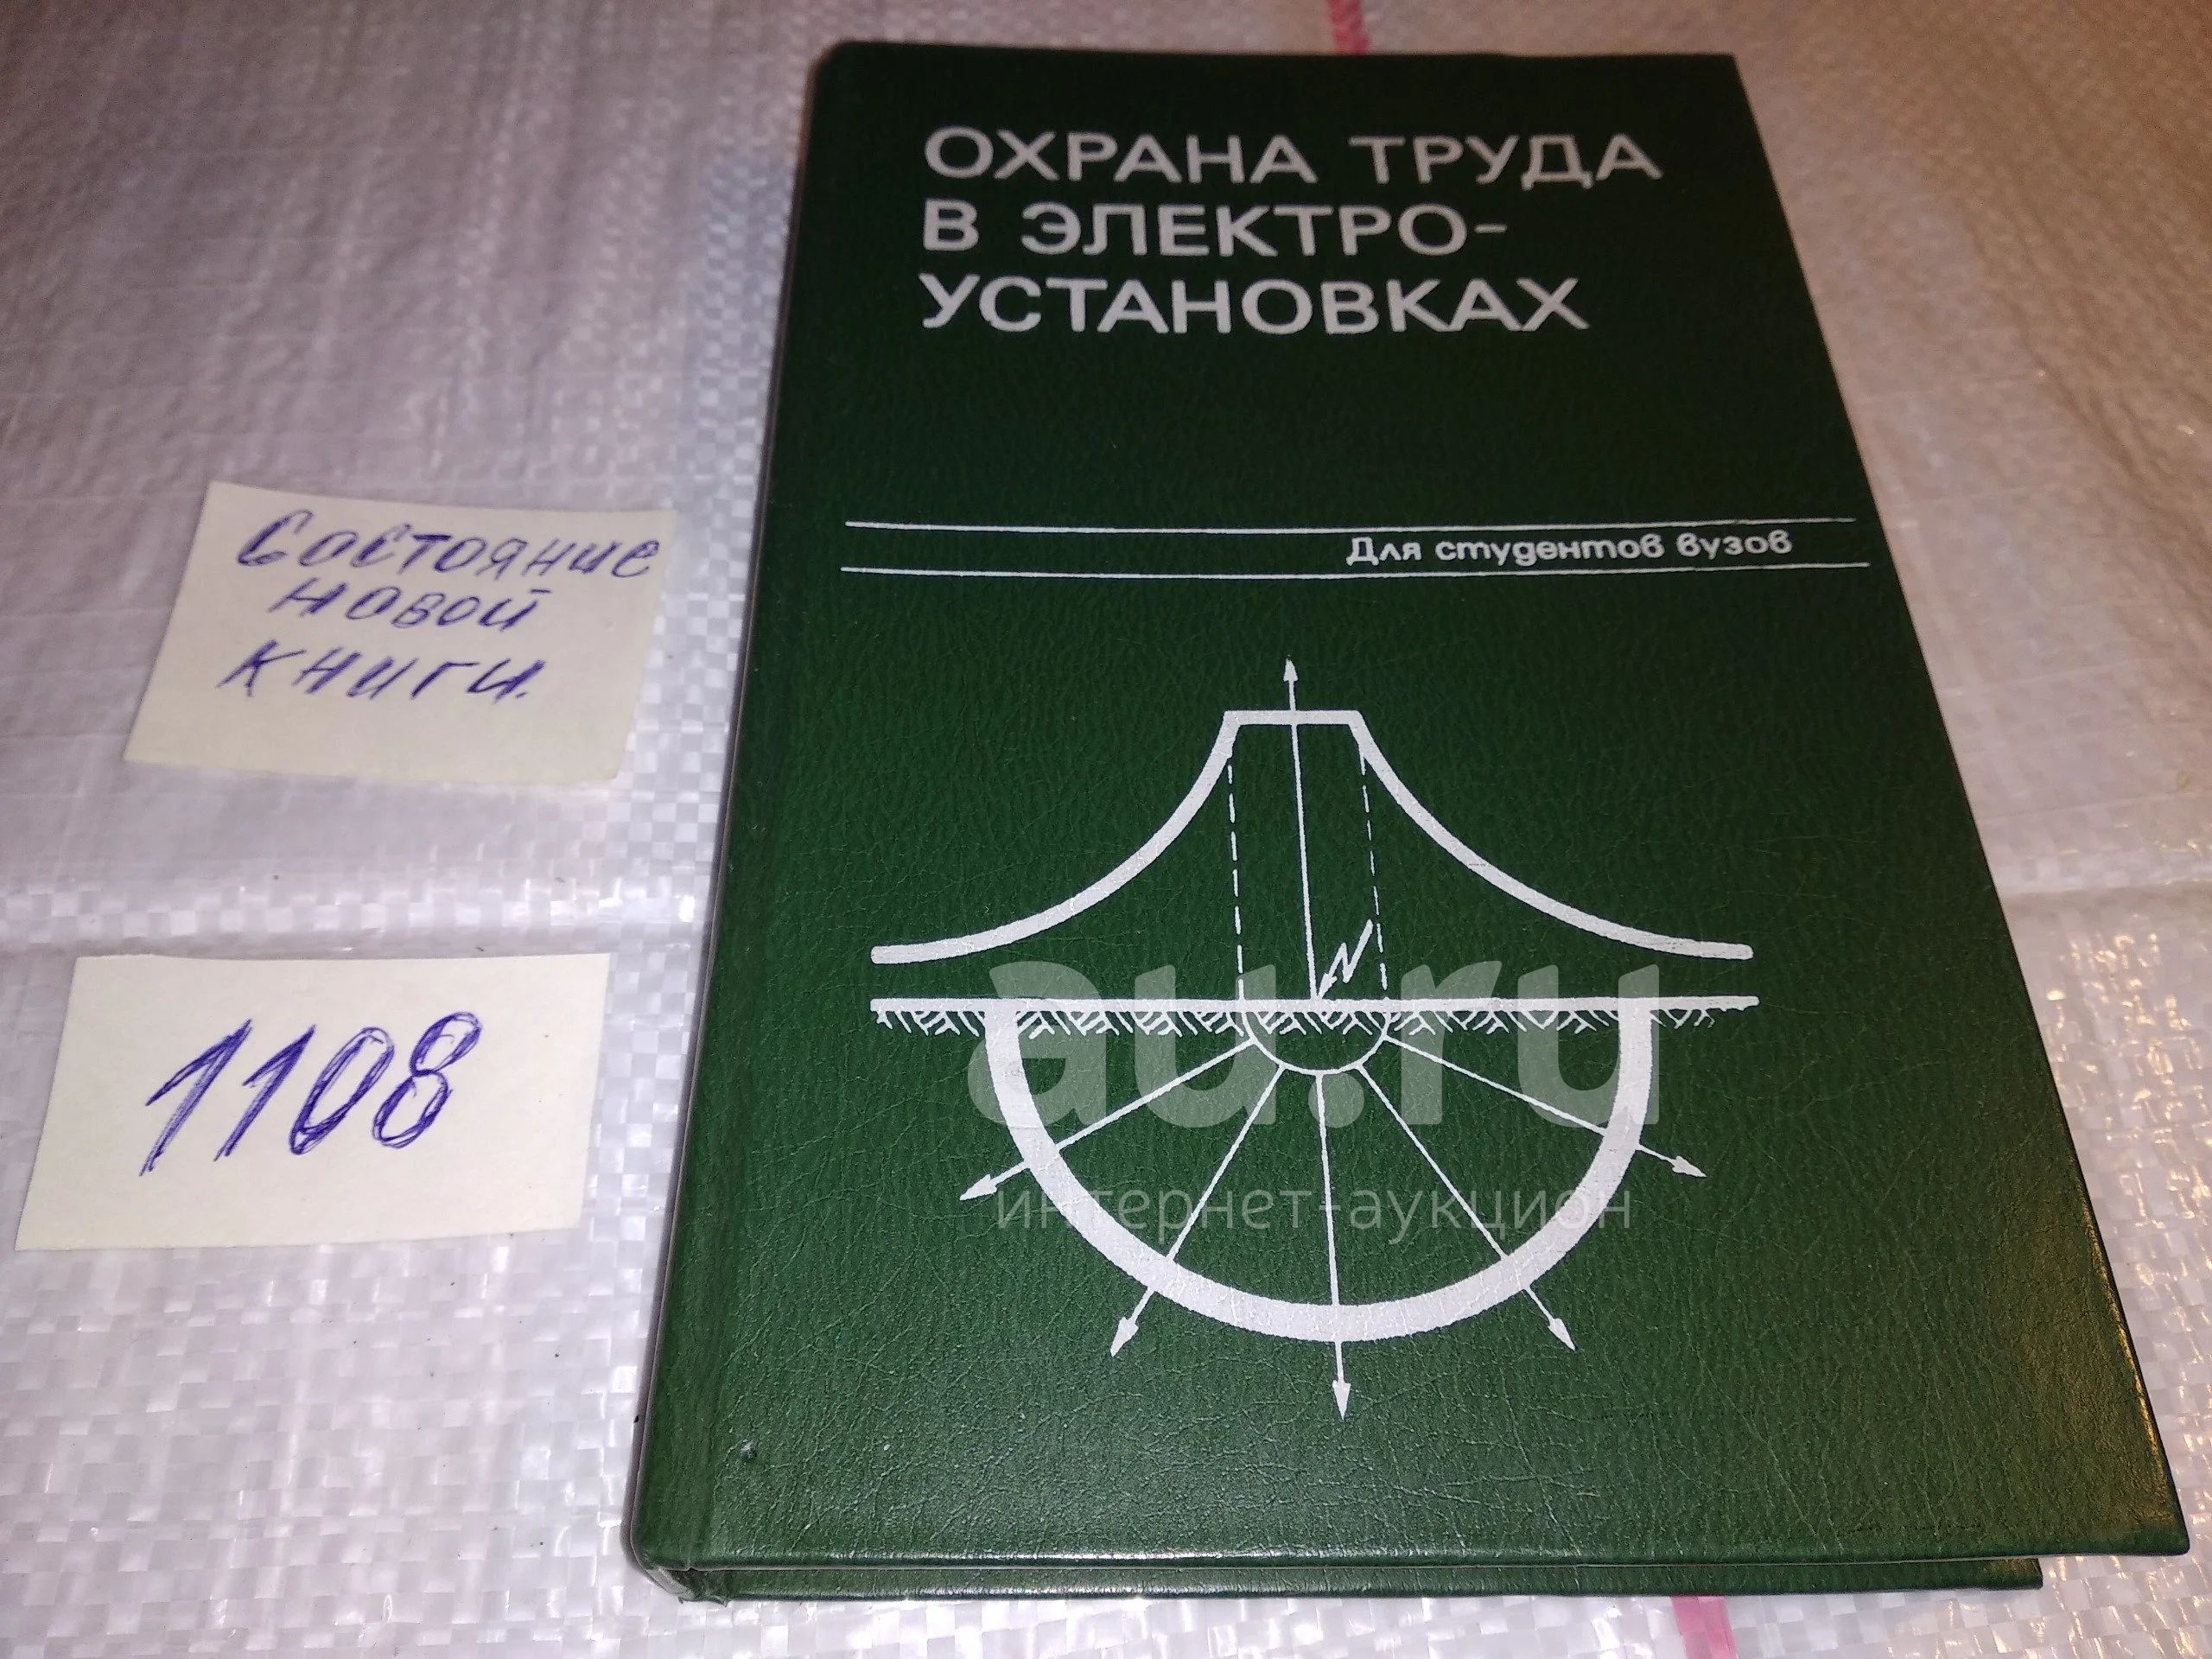 ОХРАНА ТРУДА
В ЭЛЕКТРО-
УСТАНОВКАХ
Для студентов вузов
Состояние
новой
книги.
1108
au.ru
интернет-аукцион